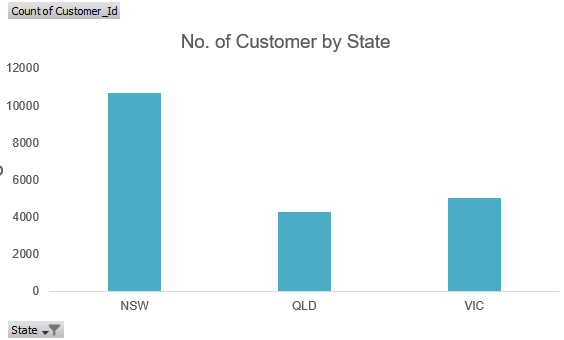 Count of Customer_Id
No. of Customer by State
12000
10000
8000
6000
4000
2000
0
NSW QLD VIC
State